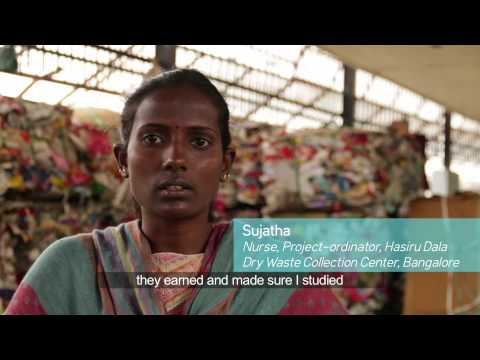 Sujatha
Nurse, Project-ordinator, Hasiru Dala
Dry Waste Collection Center, Bangalore
they earned and made sure I studied